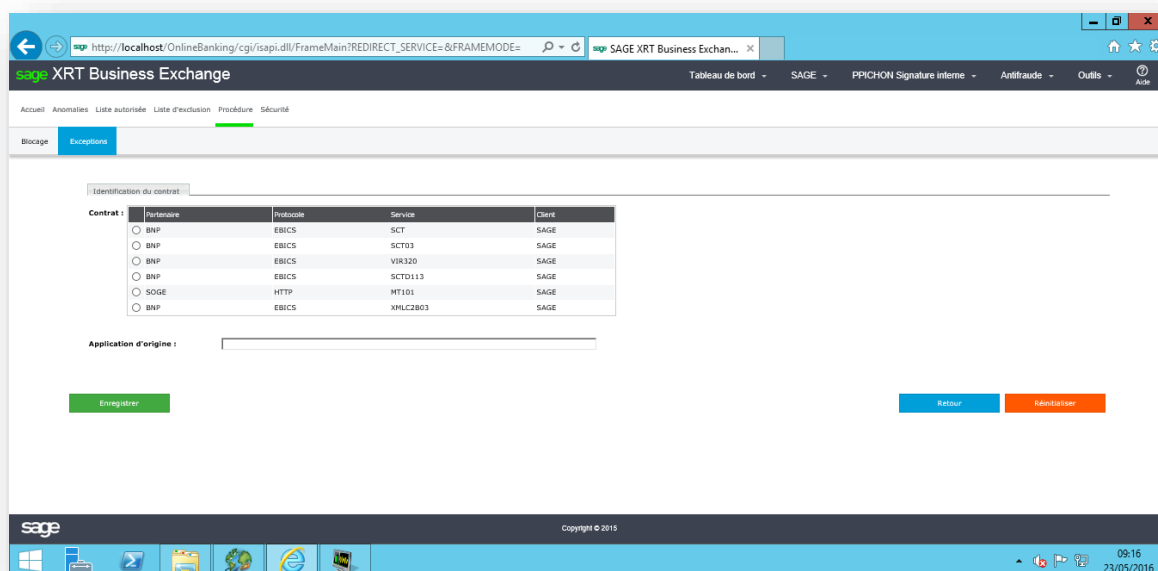 sage http://localhost/OnlineBanking/cgi/isapi.dll/FrameMain?REDIRECT_SERVICE=&FRAMEMODE= sage SAGE XRT Business Exchan...
sage XRT Business Exchange Tableau de bord SAGE PPICHON Signature interne Antifraude Outils Aide
Accueil Anomalies Liste autorisée Liste d'exclusion Procédure Sécurité
Blocage Exceptions
Identification du contrat
Contrat : Partenaire Protocole Service Client
BNP EBICS SCT SAGE
BNP EBICS SCT03 SAGE
BNP EBICS VIR320 SAGE
BNP EBICS SCTD113 SAGE
SOGE HTTP MT101 SAGE
BNP EBICS XMLC2B03 SAGE
Application d'origine :
Enregistrer Retour Réinitialiser
sage Copyright © 2015
09:16
23/05/2016